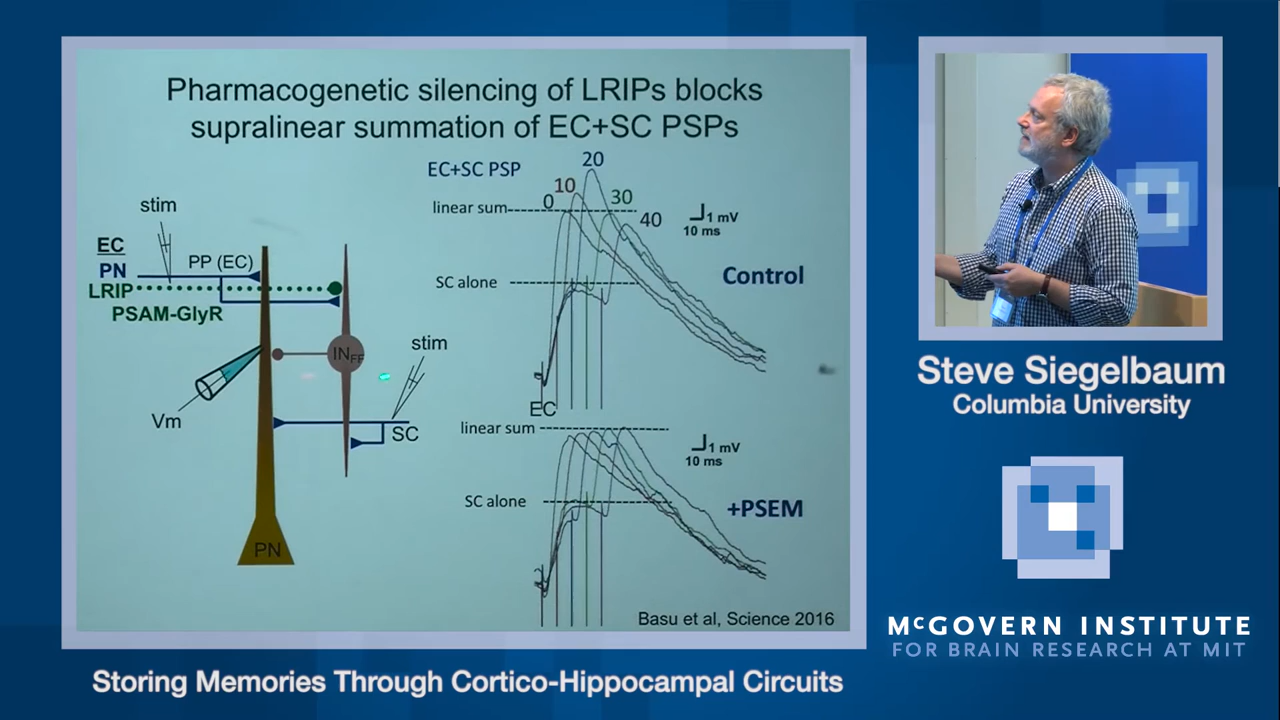 Pharmacogenetic silencing of LRIPs blocks
supralinear summation of EC+SC PSPs
EC+SC PSP
20
10
0
30
40
linear sum
1 mV
10 ms
SC alone
Control
stim
EC
PN
PP (EC)
LRIP
PSAM-GlyR
IN FF
stim
Vm
SC
PN
EC
linear sum
1 mV
10 ms
SC alone
+PSEM
Basu et al, Science 2016
Steve Siegelbaum
Columbia University
McGOVERN INSTITUTE
FOR BRAIN RESEARCH AT MIT
Storing Memories Through Cortico-Hippocampal Circuits